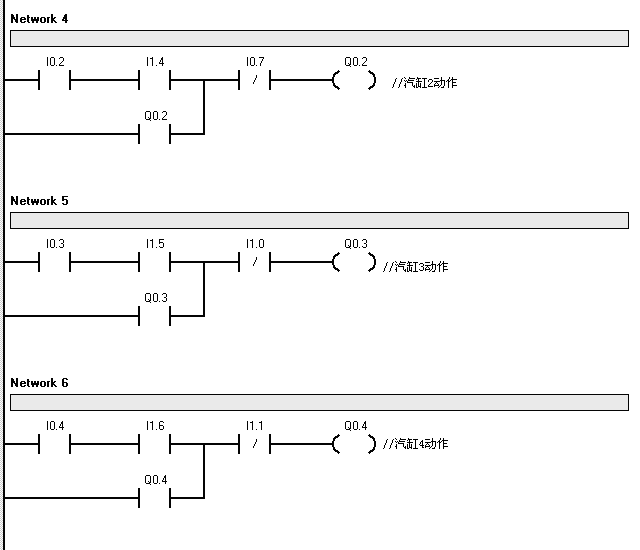 Network 4
I0.2 I1.4 I0.7 Q0.2
/ //汽缸2动作
Q0.2
Network 5
I0.3 I1.5 I1.0 Q0.3
/ //汽缸3动作
Q0.3
Network 6
I0.4 I1.6 I1.1 Q0.4
/ //汽缸4动作
Q0.4